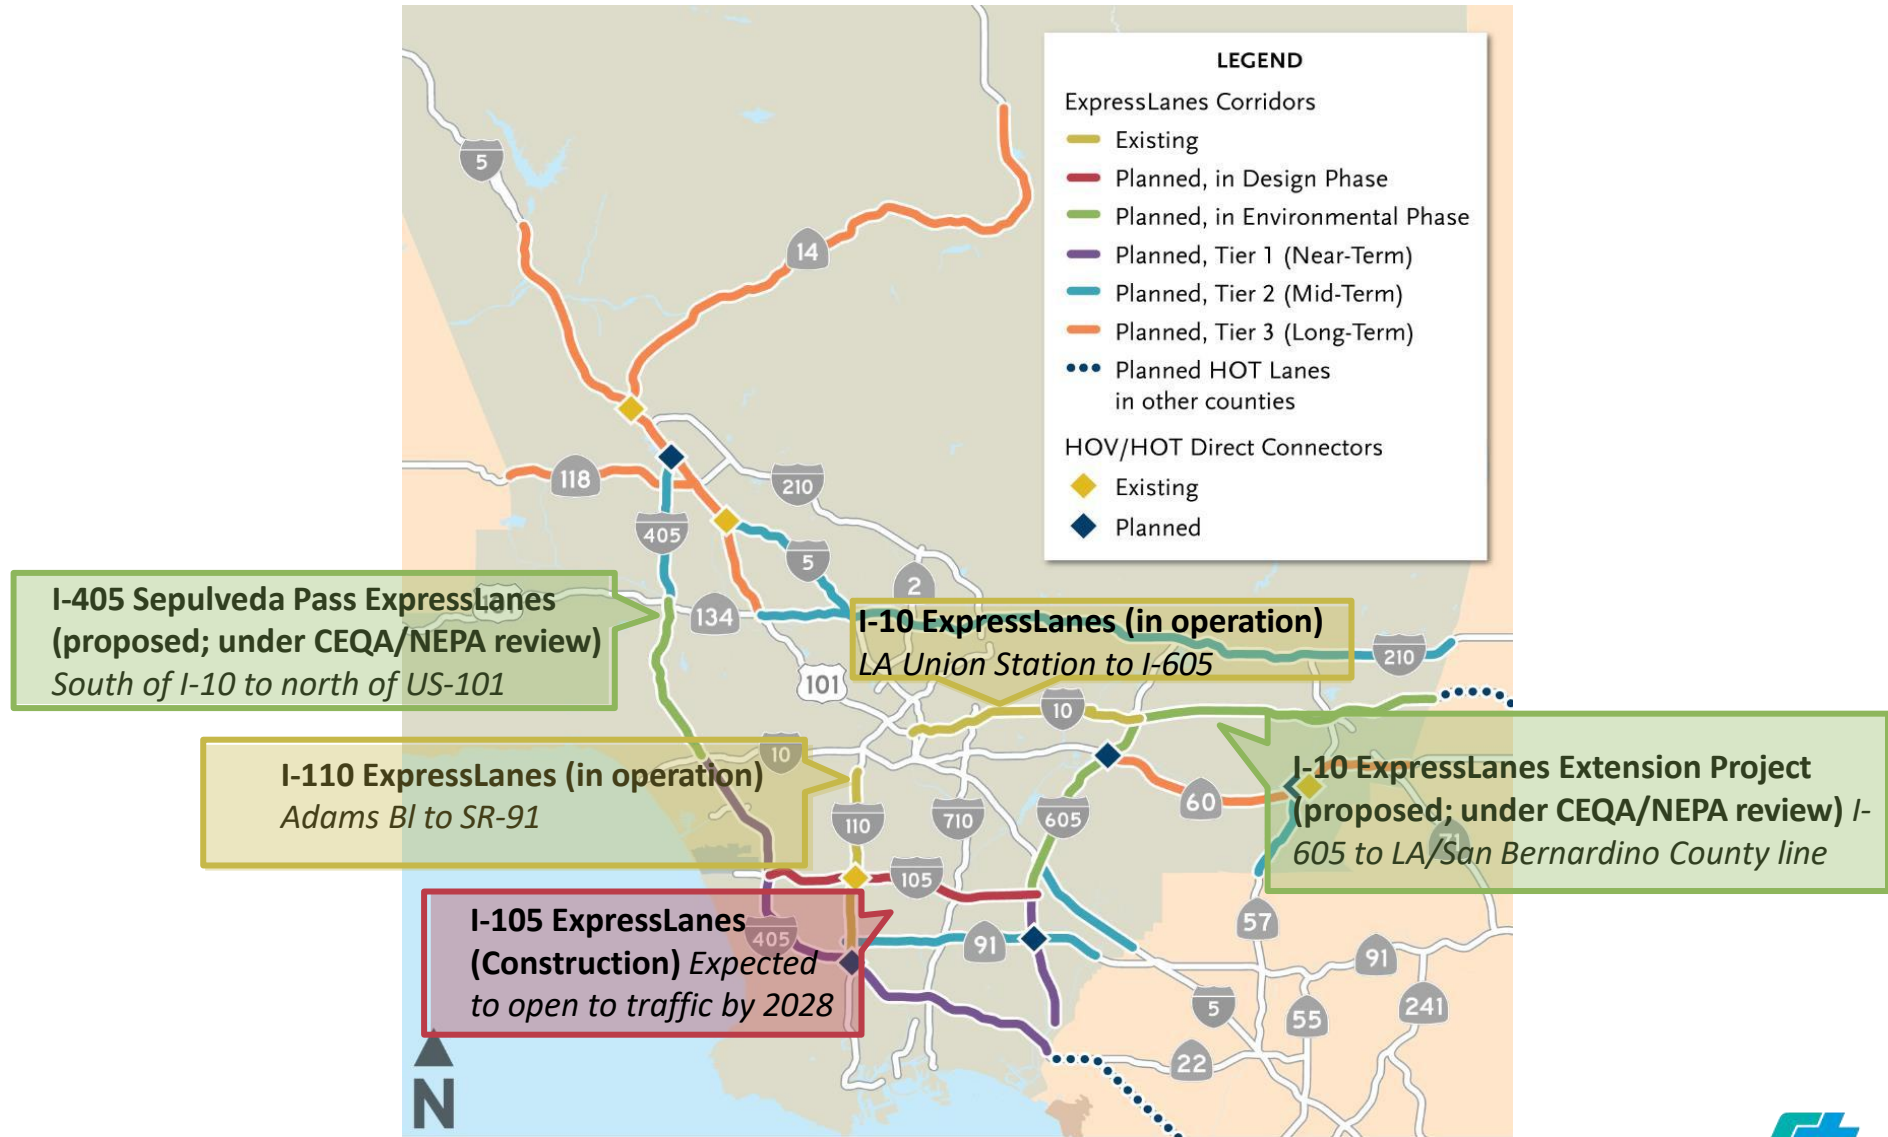 LEGEND
ExpressLanes Corridors
Existing
Planned, in Design Phase
Planned, in Environmental Phase
Planned, Tier 1 (Near-Term)
Planned, Tier 2 (Mid-Term)
Planned, Tier 3 (Long-Term)
Planned HOT Lanes
in other counties
HOV/HOT Direct Connectors
Existing
Planned
5
14
118
210
405
5
2
134
101
I-405 Sepulveda Pass ExpressLanes
(proposed; under CEQA/NEPA review)
South of I-10 to north of US-101
I-10 ExpressLanes (in operation)
LA Union Station to I-605
210
101
10
10
I-110 ExpressLanes (in operation)
Adams Bl to SR-91
I-10 ExpressLanes Extension Project
(proposed; under CEQA/NEPA review) I-
605 to LA/San Bernardino County line
110
710
605
60
71
105
I-105 ExpressLanes
(Construction) Expected
to open to traffic by 2028
405
91
57
91
5
55
241
22
N